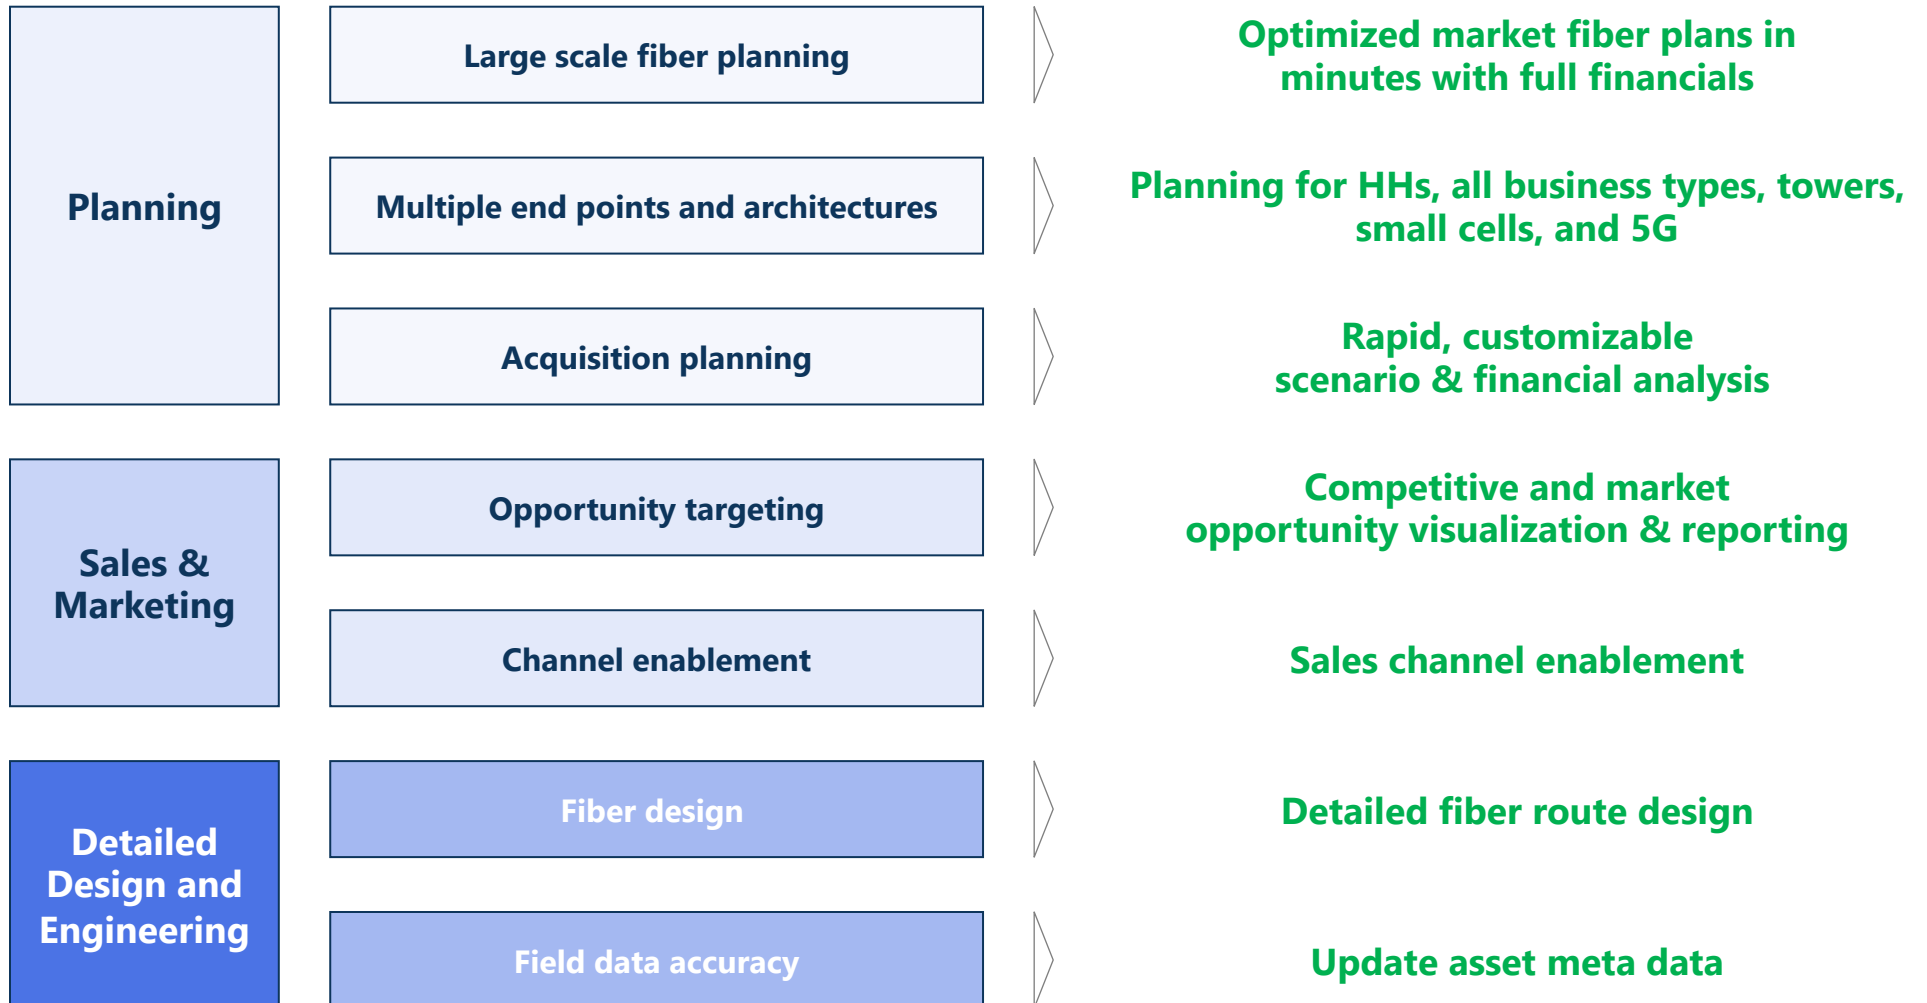 Planning
Large scale fiber planning
Optimized market fiber plans in
minutes with full financials
Multiple end points and architectures
Planning for HHs, all business types, towers,
small cells, and 5G
Acquisition planning
Rapid, customizable
scenario & financial analysis
Sales &
Marketing
Opportunity targeting
Competitive and market
opportunity visualization & reporting
Channel enablement
Sales channel enablement
Detailed
Design and
Engineering
Fiber design
Detailed fiber route design
Field data accuracy
Update asset meta data